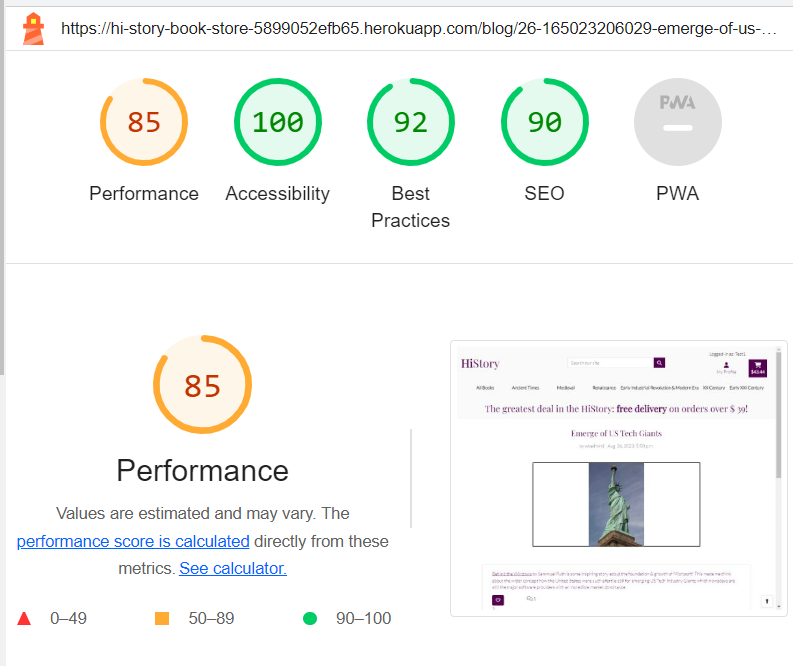 https://hi-story-book-store-5899052efb65.herokuapp.com/blog/26-165023206029-emerge-of-us-…
85
100
92
90
PWA
Performance
Accessibility
Best
Practices
SEO
PWA
85
Performance
Values are estimated and may vary. The
performance score is calculated directly from these
metrics. See calculator.
0–49
50–89
90–100
Logged in as: Test1
HiStory
Search our site
My Profile
All Books
Ancient Times
Medieval
Renaissance
Early Industrial Revolution & Modern Era
XX Century
Early XXI Century
The greatest deal in the HiStory: free delivery on orders over $ 39!
Emerge of US Tech Giants